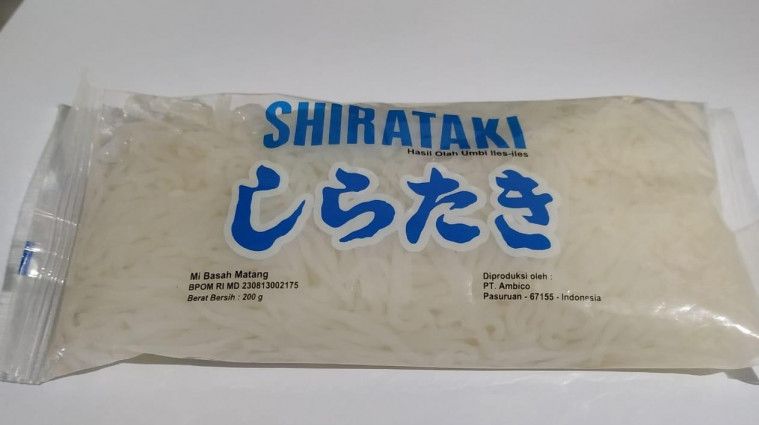 SHIRATAKI
Hasil Olah Umbi Iles-iles
しらたき
Mi Basah Matang
BPOM RI MD 230813002175
Berat Bersih : 200 g
Diproduksi oleh :
PT. Ambico
Pasuruan - 67155 - Indonesia